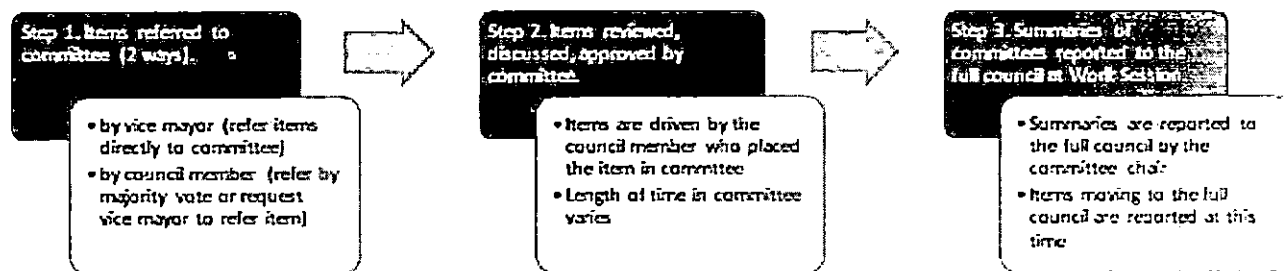 Step 1. Items referred to
committee (2 ways).
• by vice mayor (refer items
directly to committee)
• by council member (refer by
majority vote or request
vice mayor to refer item)
Step 2. Items reviewed,
discussed, approved by
committee.
• Items are driven by the
council member who placed
the item in committee
• Length of time in committee
varies
Step 3. Summaries of
committees reported to the
full council at Work Session
• Summaries are reported to
the full council by the
committee chair
• Items moving to the full
council are reported at this
time